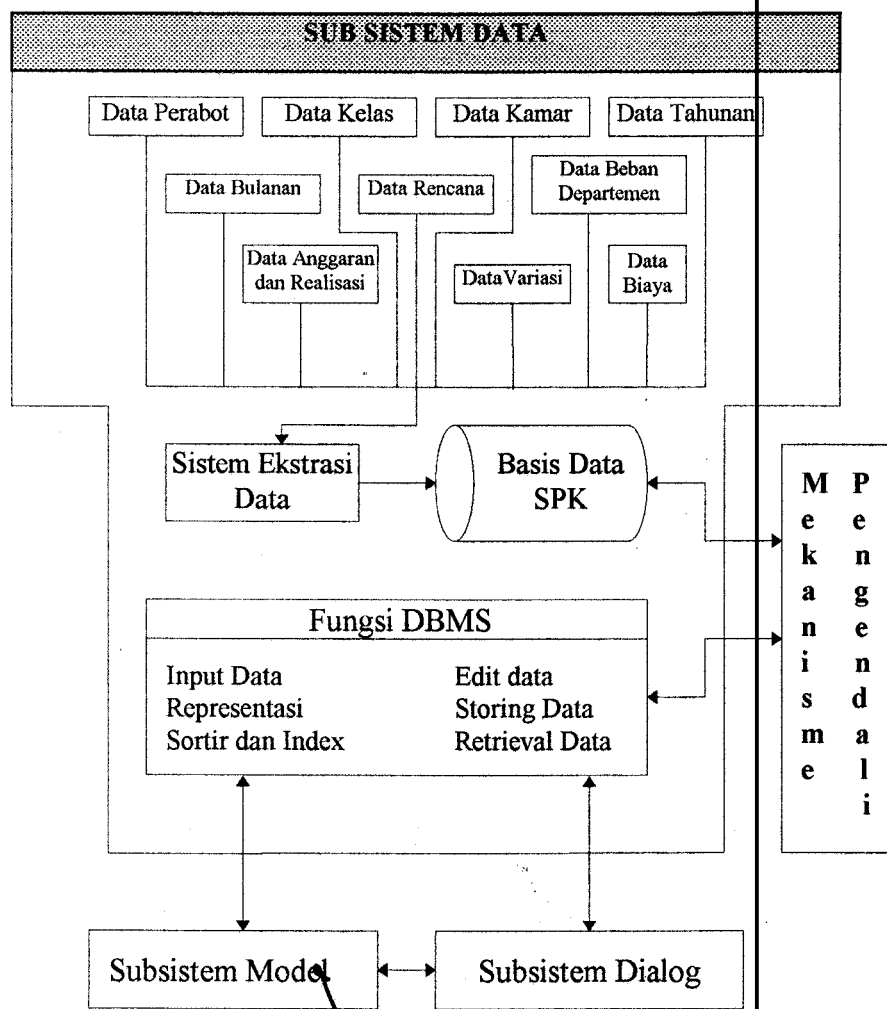 SUB SISTEM DATA
Data Perabot
Data Kelas
Data Kamar
Data Tahunan
Data Bulanan
Data Rencana
Data Beban
Departemen
Data Anggaran
dan Realisasi
DataVariasi
Data
Biaya
Sistem Ekstrasi
Data
Basis Data
SPK
Mekanisme
Pengendali
Fungsi DBMS
Input Data
Edit data
Representasi
Storing Data
Sortir dan Index
Retrieval Data
Subsistem Model
Subsistem Dialog